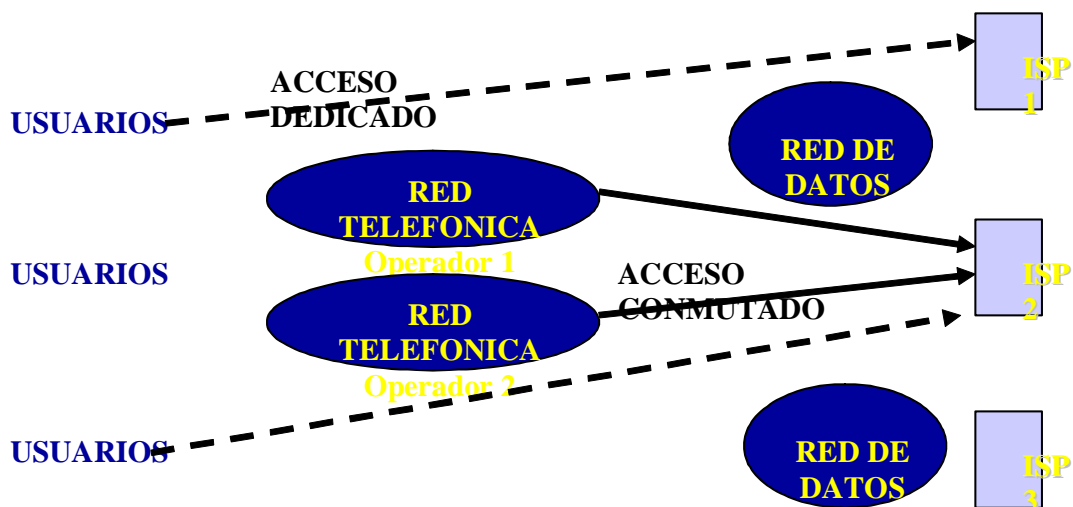 ACCESO
DEDICADO
USUARIOS
ISP
1
RED DE
DATOS
RED
TELEFONICA
Operador 1
USUARIOS
ACCESO
CONMUTADO
ISP
2
RED
TELEFONICA
Operador 2
USUARIOS
RED DE
DATOS
ISP
3